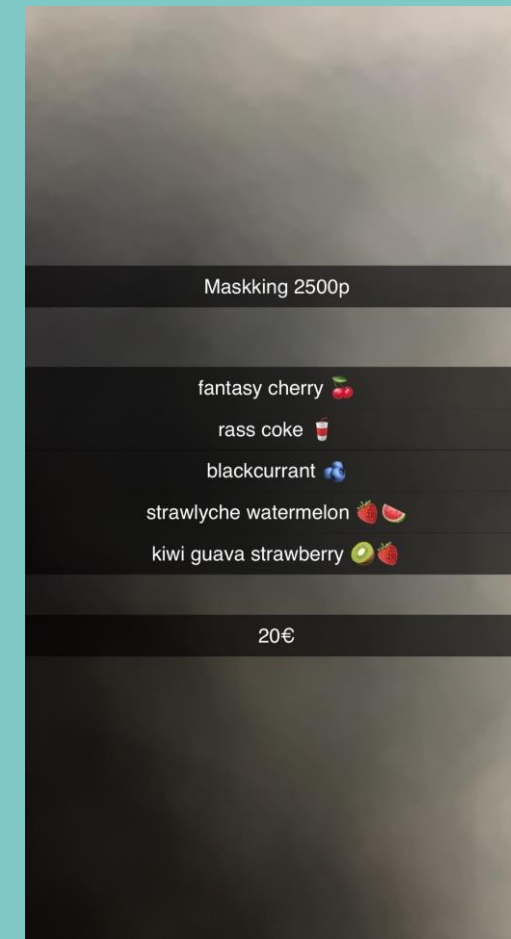 Maskking 2500p
fantasy cherry 🍒
rass coke 🥤
blackcurrant 🫐
strawlyche watermelon 🍓🍉
kiwi guava strawberry 🥝🍓
20€